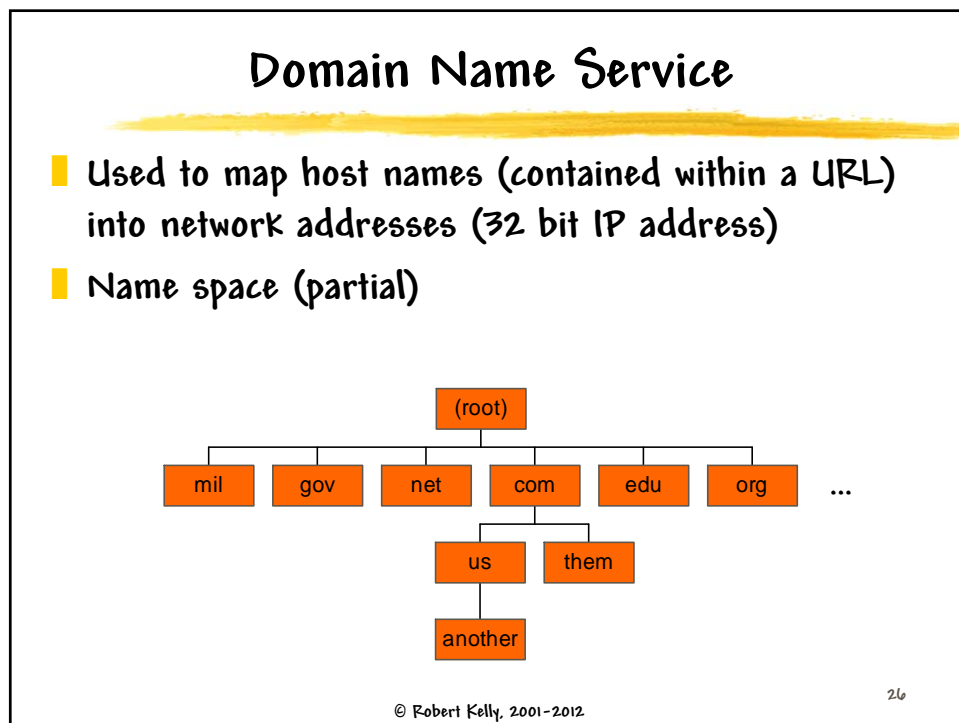 Domain Name Service
Used to map host names (contained within a URL)
into network addresses (32 bit IP address)
Name space (partial)
(root)
mil gov net com edu org ...
us them
another
26
© Robert Kelly, 2001-2012